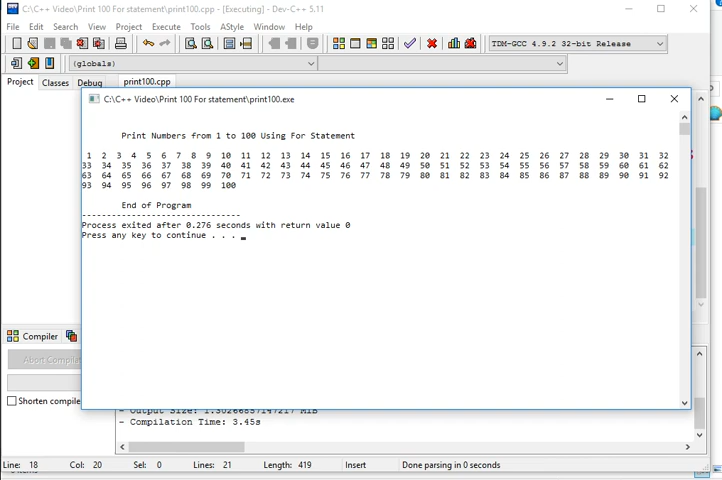 C:\C++ Video\Print 100 For statement\print100.cpp - [Executing] - Dev-C++ 5.11
File Edit Search View Project Execute Tools AStyle Window Help
TDM-GCC 4.9.2 32-bit Release
(globals)
Project Classes Debug print100.cpp
C:\C++ Video\Print 100 For statement\print100.exe
Print Numbers from 1 to 100 Using For Statement
1 2 3 4 5 6 7 8 9 10 11 12 13 14 15 16 17 18 19 20 21 22 23 24 25 26 27 28 29 30 31 32
33 34 35 36 37 38 39 40 41 42 43 44 45 46 47 48 49 50 51 52 53 54 55 56 57 58 59 60 61 62
63 64 65 66 67 68 69 70 71 72 73 74 75 76 77 78 79 80 81 82 83 84 85 86 87 88 89 90 91 92
93 94 95 96 97 98 99 100
End of Program
--------------------------------
Process exited after 0.276 seconds with return value 0
Press any key to continue . . .
Compiler
Abort Compilat
Shorten compile
- Output Size: 1.30266857147217 MiB
- Compilation Time: 3.45s
Line: 18 Col: 20 Sel: 0 Lines: 21 Length: 419 Insert Done parsing in 0 seconds